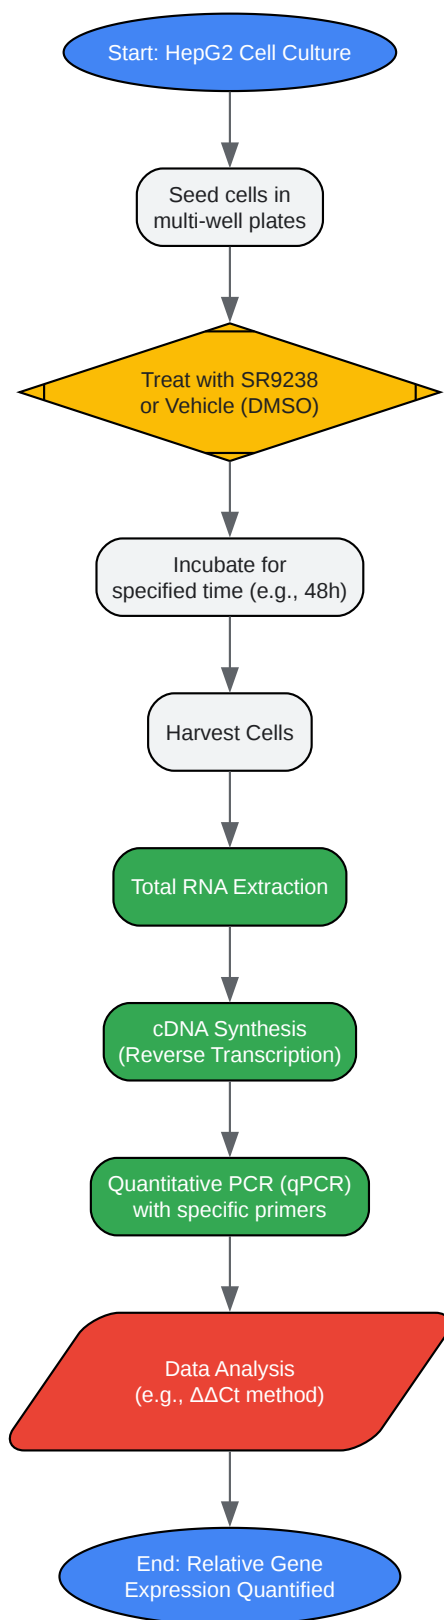 Start: HepG2 Cell Culture
Seed cells in
multi-well plates
Treat with SR9238
or Vehicle (DMSO)
Incubate for
specified time (e.g., 48h)
Harvest Cells
Total RNA Extraction
cDNA Synthesis
(Reverse Transcription)
Quantitative PCR (qPCR)
with specific primers
Data Analysis
(e.g., ΔΔCt method)
End: Relative Gene
Expression Quantified